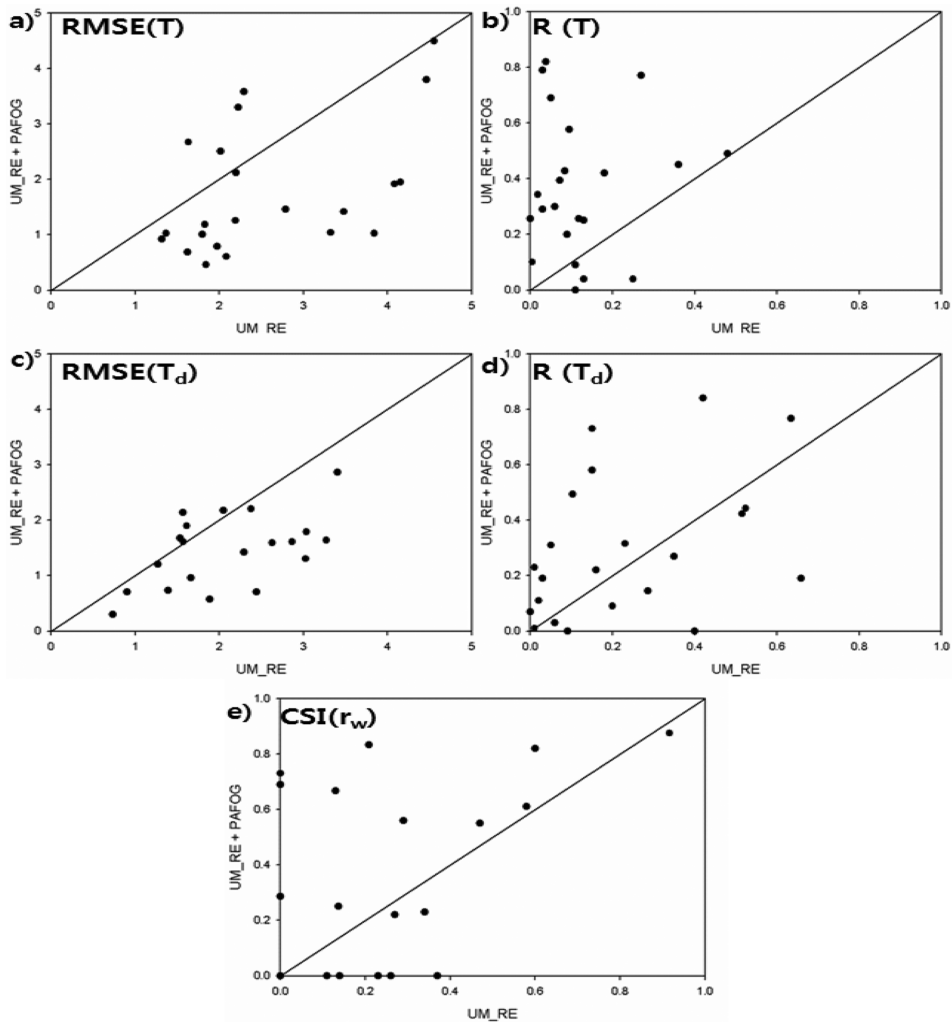 a) RMSE(T)
5
4
3
2
1
0
UM_RE + PAFOG
0 1 2 3 4 5
UM_RE
b) R (T)
1.0
0.8
0.6
0.4
0.2
0.0
UM_RE + PAFOG
0.0 0.2 0.4 0.6 0.8 1.0
UM_RE
c) RMSE(Td)
5
4
3
2
1
0
UM_RE + PAFOG
0 1 2 3 4 5
UM_RE
d) R (Td)
1.0
0.8
0.6
0.4
0.2
0.0
UM_RE + PAFOG
0.0 0.2 0.4 0.6 0.8 1.0
UM_RE
e) CSI(rw)
1.0
0.8
0.6
0.4
0.2
0.0
UM_RE + PAFOG
0.0 0.2 0.4 0.6 0.8 1.0
UM_RE